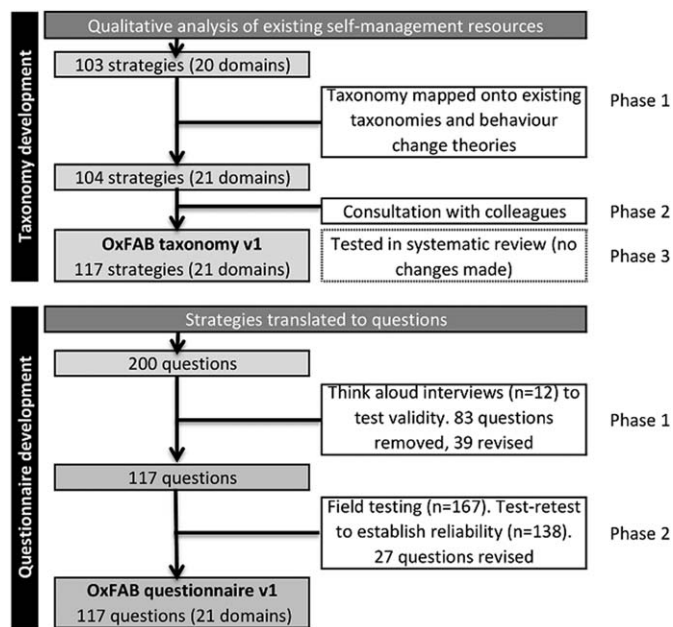 Taxonomy development
Qualitative analysis of existing self-management resources
103 strategies (20 domains)
Taxonomy mapped onto existing
taxonomies and behaviour
change theories
Phase 1
104 strategies (21 domains)
Consultation with colleagues
Phase 2
OxFAB taxonomy v1
117 strategies (21 domains)
Tested in systematic review (no
changes made)
Phase 3
Questionnaire development
Strategies translated to questions
200 questions
Think aloud interviews (n=12) to
test validity. 83 questions
removed, 39 revised
Phase 1
117 questions
Field testing (n=167). Test-retest
to establish reliability (n=138).
27 questions revised
Phase 2
OxFAB questionnaire v1
117 questions (21 domains)